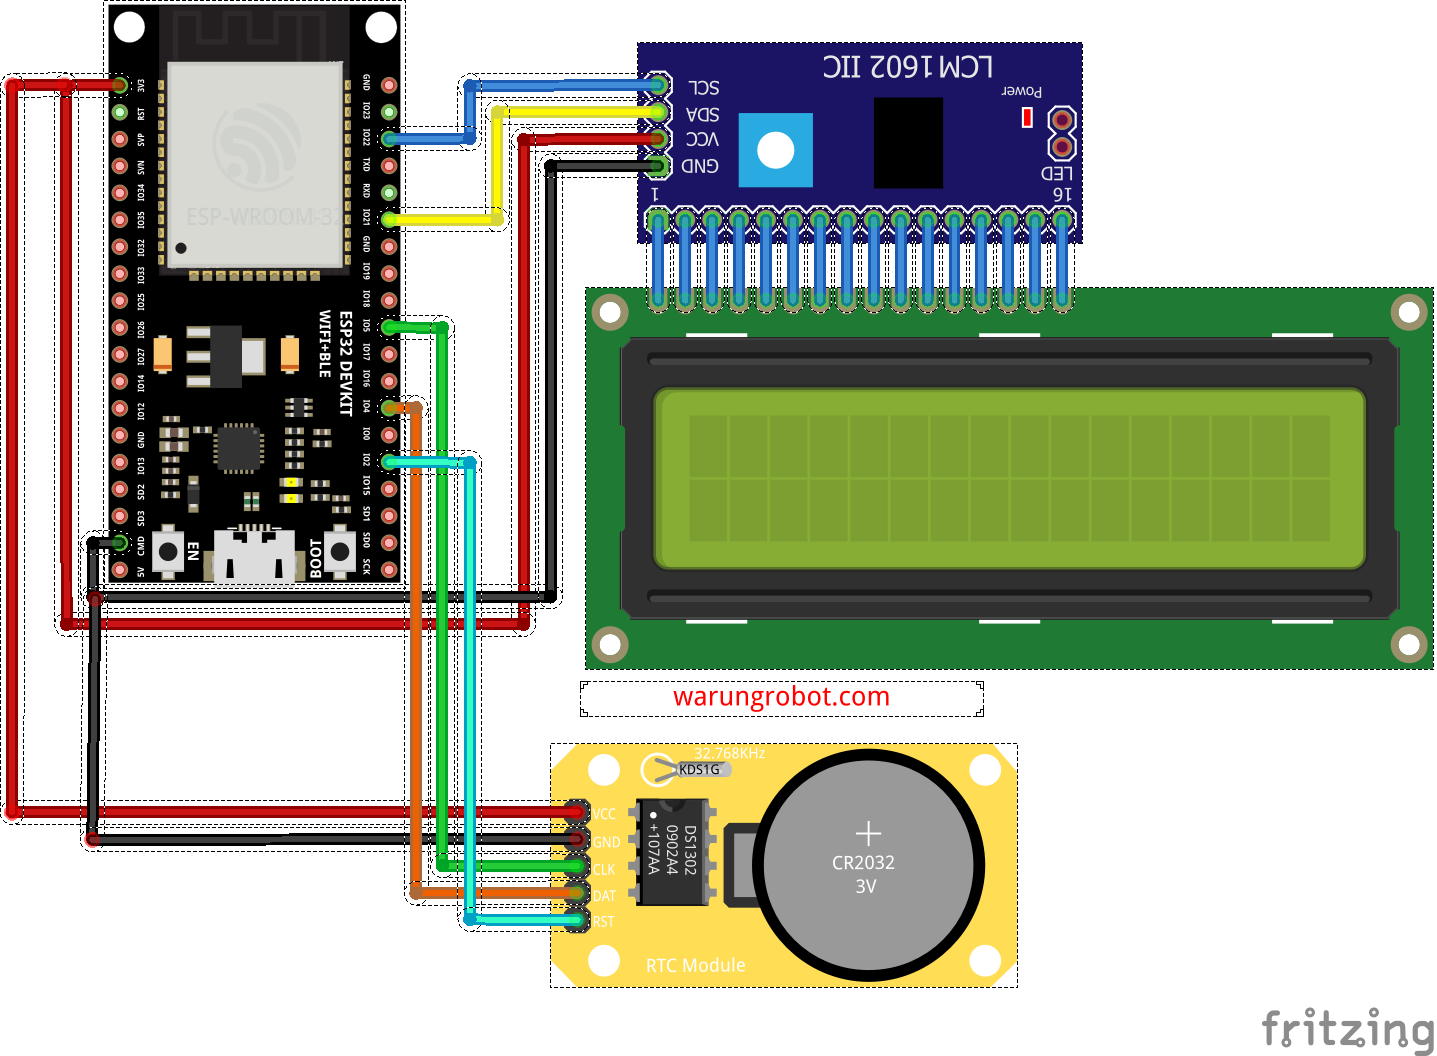 3V3
RST
SVP
SVN
IO34
IO35
IO32
IO33
IO25
IO26
IO27
IO14
IO12
GND
IO13
SD2
SD3
CMD
5V
GND
IO23
IO22
TXD
RXD
IO21
GND
IO19
IO18
IO5
IO17
IO16
IO4
IO0
IO2
IO15
SD1
SD0
SCK
ESP-WROOM-32
ESP32 DEVKIT
WIFI+BLE
EN
BOOT
LCM1602 IIC
SCL
SDA
VCC
GND
Power
LED
1
16
warungrobot.com
32.768KHz
KDS1G
VCC
GND
CLK
DAT
RST
DS1302
0902A4
+107AA
CR2032
3V
RTC Module
fritzing